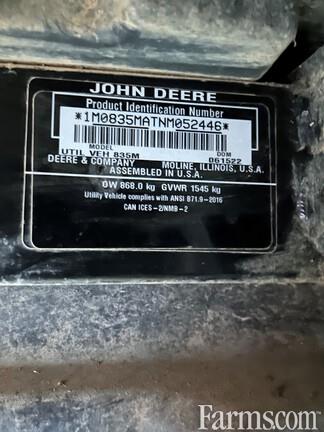 JOHN DEERE
Product Identification Number
*1M0835MATNM052446*
MODEL DOM
UTIL VEH 835M 061522
DEERE & COMPANY MOLINE, ILLINOIS, U.S.A.
ASSEMBLED IN U.S.A.
OW 868.0 kg GVWR 1545 kg
Utility Vehicle complies with ANSI B71.9-2016
CAN ICES-2/NMB-2
Farms.com